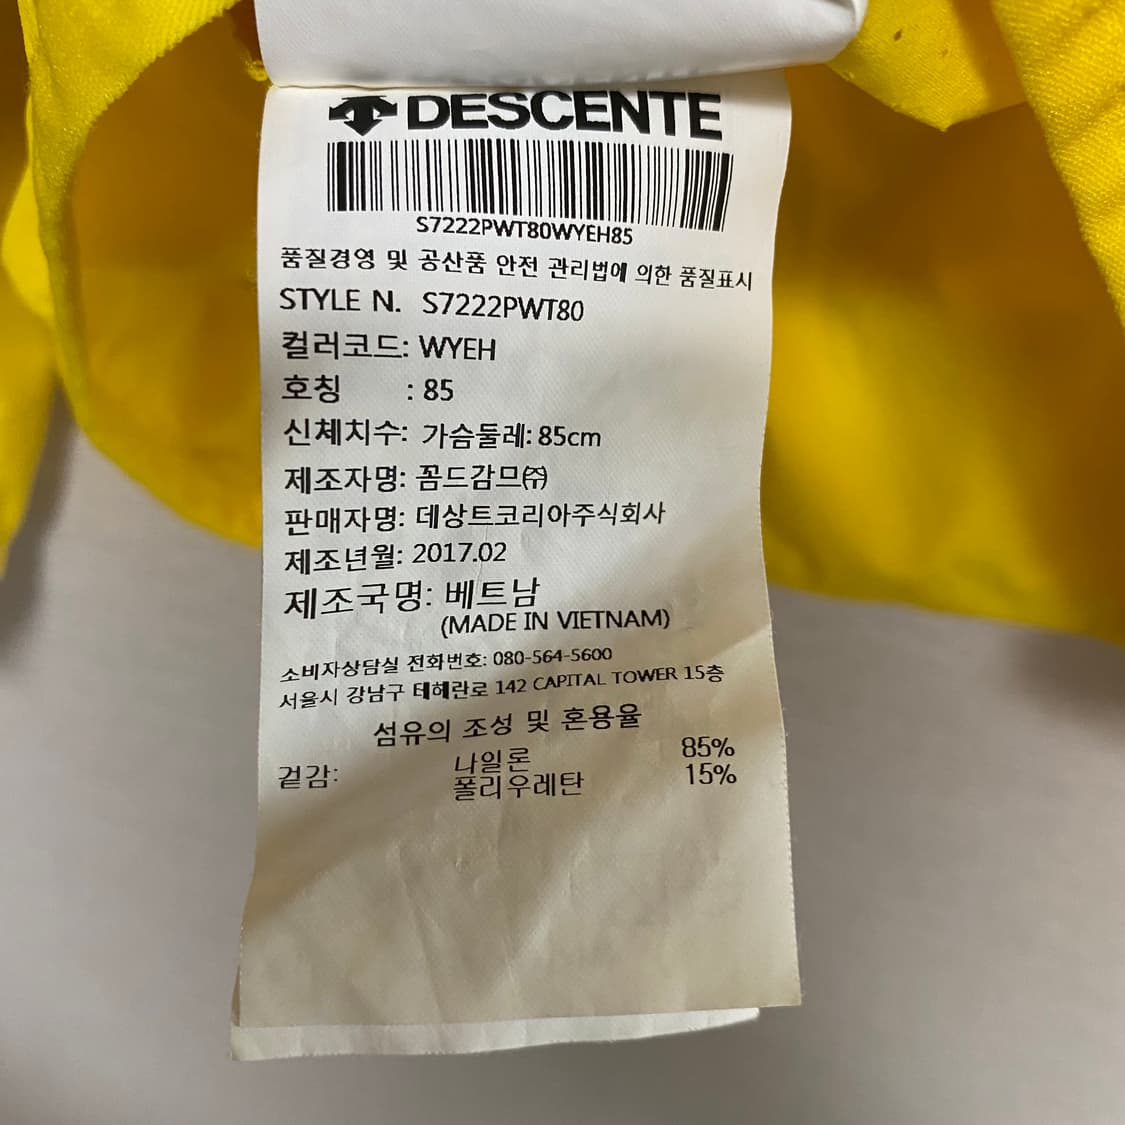 DESCENTE
S7222PWT80WYEH85
품질경영 및 공산품 안전 관리법에 의한 품질표시
STYLE N. S7222PWT80
컬러코드: WYEH
호칭 : 85
신체치수: 가슴둘레: 85cm
제조자명: 꼼드감므㈜
판매자명: 데상트코리아주식회사
제조년월: 2017.02
제조국명: 베트남
(MADE IN VIETNAM)
소비자상담실 전화번호: 080-564-5600
서울시 강남구 테헤란로 142 CAPITAL TOWER 15층
섬유의 조성 및 혼용율
겉감: 나일론 85%
폴리우레탄 15%